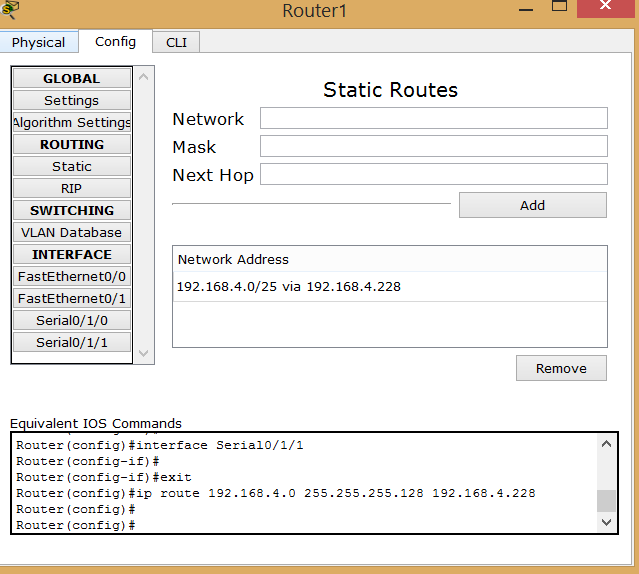 Router1
Physical Config CLI
GLOBAL
Settings
Algorithm Settings
ROUTING
Static
RIP
SWITCHING
VLAN Database
INTERFACE
FastEthernet0/0
FastEthernet0/1
Serial0/1/0
Serial0/1/1
Static Routes
Network
Mask
Next Hop
Add
Network Address
192.168.4.0/25 via 192.168.4.228
Remove
Equivalent IOS Commands
Router(config)#interface Serial0/1/1
Router(config-if)#
Router(config-if)#exit
Router(config)#ip route 192.168.4.0 255.255.255.128 192.168.4.228
Router(config)#
Router(config)#